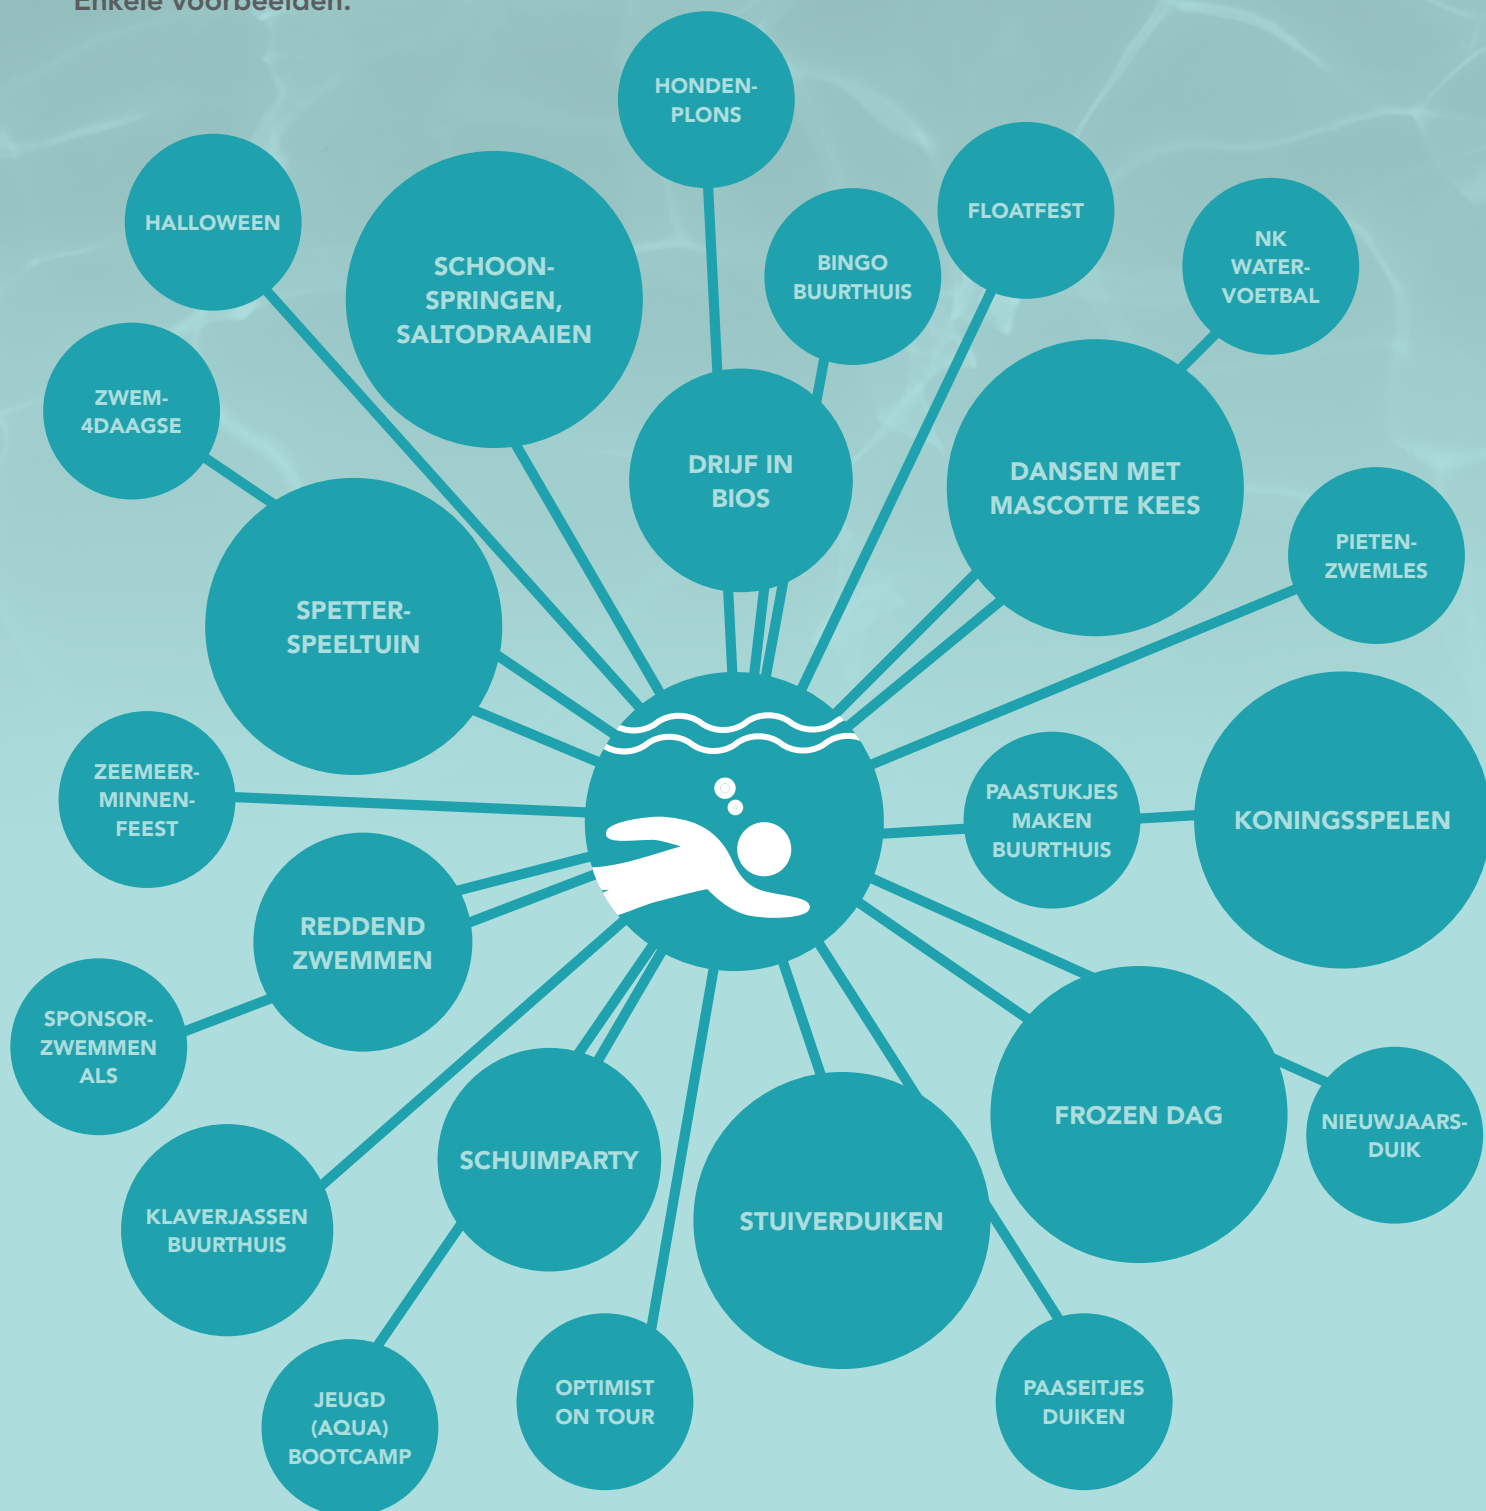 Enkele voorbeelden:
HONDEN-
PLONS
HALLOWEEN
SCHOON-
SPRINGEN,
SALTODRAAIEN
BINGO
BUURTHUIS
FLOATFEST
NK
WATER-
VOETBAL
ZWEM-
4DAAGSE
DRIJF IN
BIOS
DANSEN MET
MASCOTTE KEES
PIETEN-
ZWEMLES
SPETTER-
SPEELTUIN
ZEEMEER-
MINNEN-
FEEST
PAASTUKJES
MAKEN
BUURTHUIS
KONINGSSPELEN
REDDEND
ZWEMMEN
SPONSOR-
ZWEMMEN
ALS
SCHUIMPARTY
FROZEN DAG
NIEUWJAARS-
DUIK
KLAVERJASSEN
BUURTHUIS
STUIVERDUIKEN
JEUGD
(AQUA)
BOOTCAMP
OPTIMIST
ON TOUR
PAASEITJES
DUIKEN